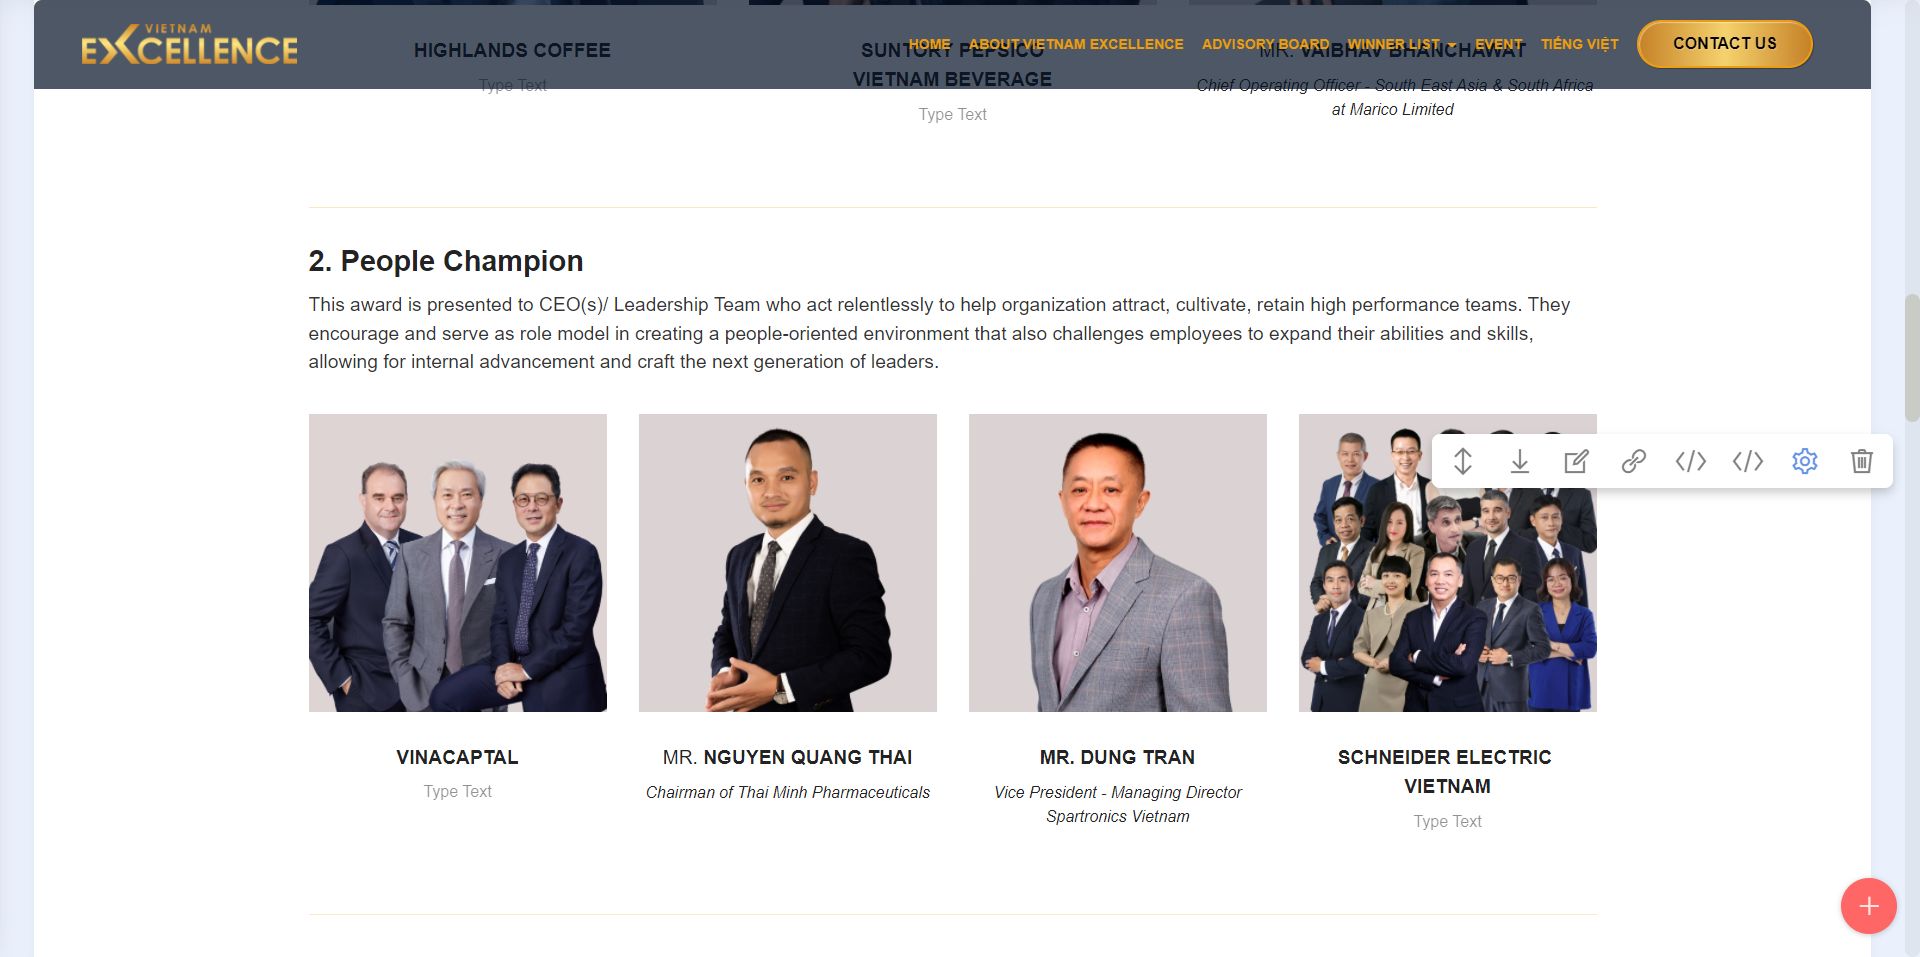 VIETNAM
EXCELLENCE
HOME
ABOUT VIETNAM EXCELLENCE
ADVISORY BOARD
WINNER LIST
EVENT
TIẾNG VIỆT
CONTACT US
HIGHLANDS COFFEE
Type Text
SUNTORY PEPSICO
VIETNAM BEVERAGE
Type Text
MR. VAIBHAV BHANCHAWAT
Chief Operating Officer - South East Asia & South Africa
at Marico Limited
2. People Champion
This award is presented to CEO(s)/ Leadership Team who act relentlessly to help organization attract, cultivate, retain high performance teams. They
encourage and serve as role model in creating a people-oriented environment that also challenges employees to expand their abilities and skills,
allowing for internal advancement and craft the next generation of leaders.
VINACAPTAL
Type Text
MR. NGUYEN QUANG THAI
Chairman of Thai Minh Pharmaceuticals
MR. DUNG TRAN
Vice President - Managing Director
Spartronics Vietnam
SCHNEIDER ELECTRIC
VIETNAM
Type Text